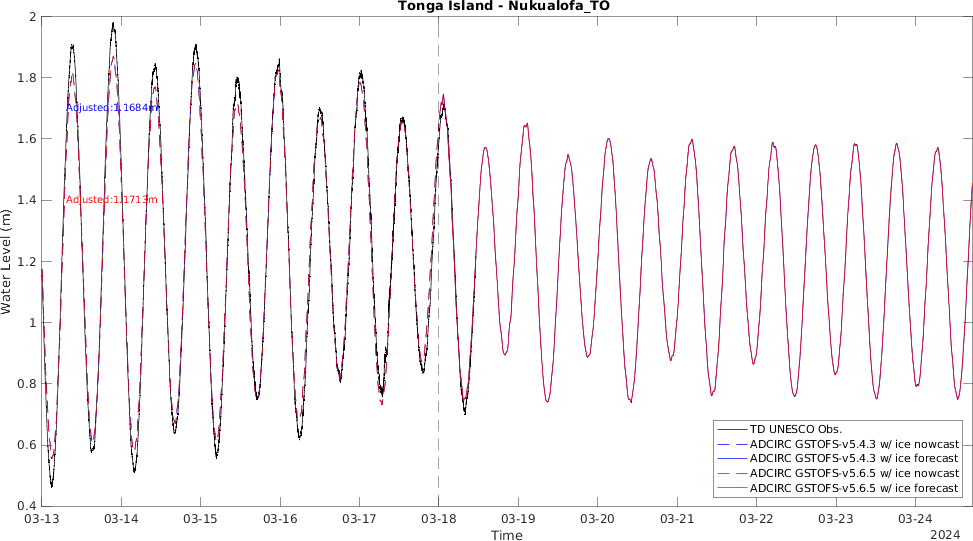 Tonga Island - Nukualofa_TO
2
1.8
1.6
1.4
1.2
1
0.8
0.6
0.4
Water Level (m)
Adjusted:1.1684m
Adjusted:1.1713m
TD UNESCO Obs.
ADCIRC GSTOFS-v5.4.3 w/ ice nowcast
ADCIRC GSTOFS-v5.4.3 w/ ice forecast
ADCIRC GSTOFS-v5.6.5 w/ ice nowcast
ADCIRC GSTOFS-v5.6.5 w/ ice forecast
03-13 03-14 03-15 03-16 03-17 03-18 03-19 03-20 03-21 03-22 03-23 03-24
Time
2024